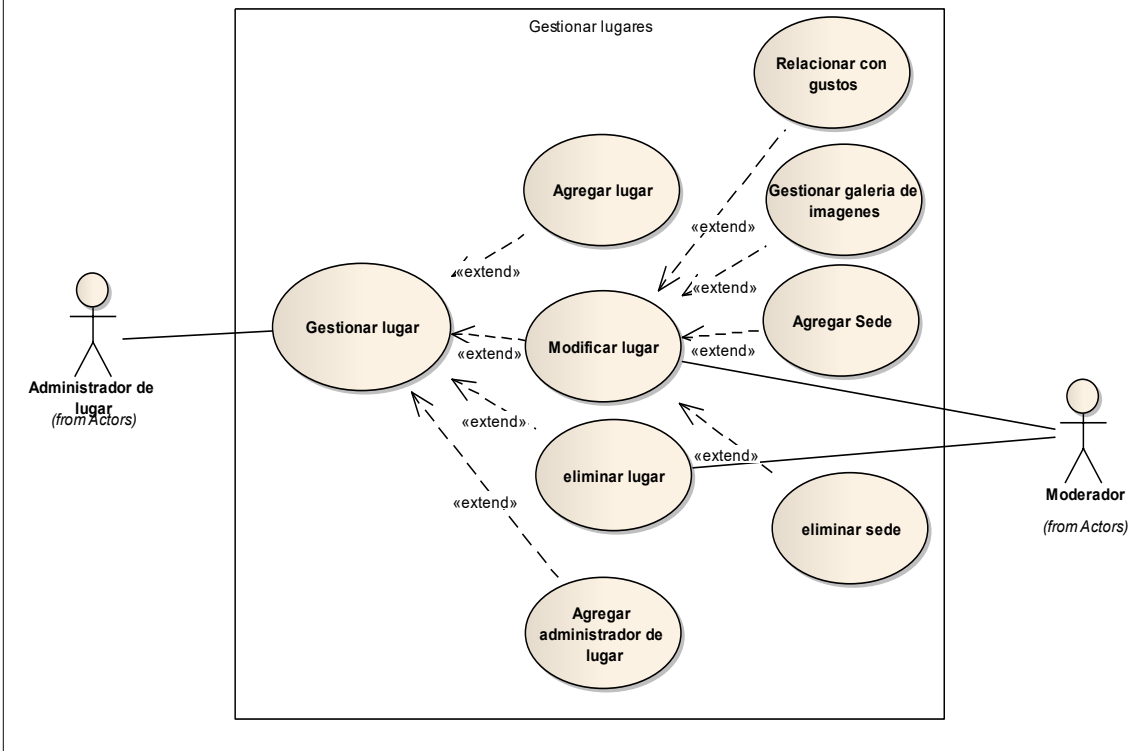 Gestionar lugares
Relacionar con
gustos
Agregar lugar
Gestionar galeria de
imagenes
«extend»
«extend»
«extend»
Gestionar lugar
Modificar lugar
Agregar Sede
«extend»
«extend»
Administrador de
lugar
(from Actors)
«extend»
eliminar lugar
«extend»
Moderador
(from Actors)
«extend»
eliminar sede
Agregar
administrador de
lugar